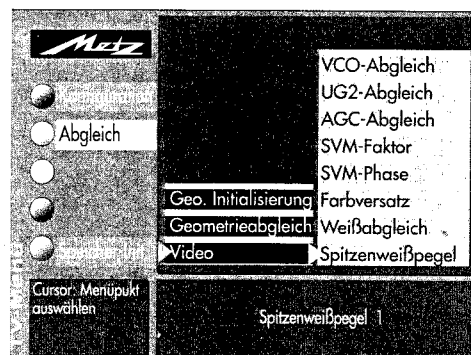 Metz
VCO-Abgleich
UG2-Abgleich
AGC-Abgleich
Abgleich
SVM-Faktor
SVM-Phase
Geo. Initialisierung
Farbversatz
Geometrieabgleich
Weißabgleich
Video
Spitzenweißpegel
Cursor: Menüpukt
auswählen
Spitzenweißpegel 1